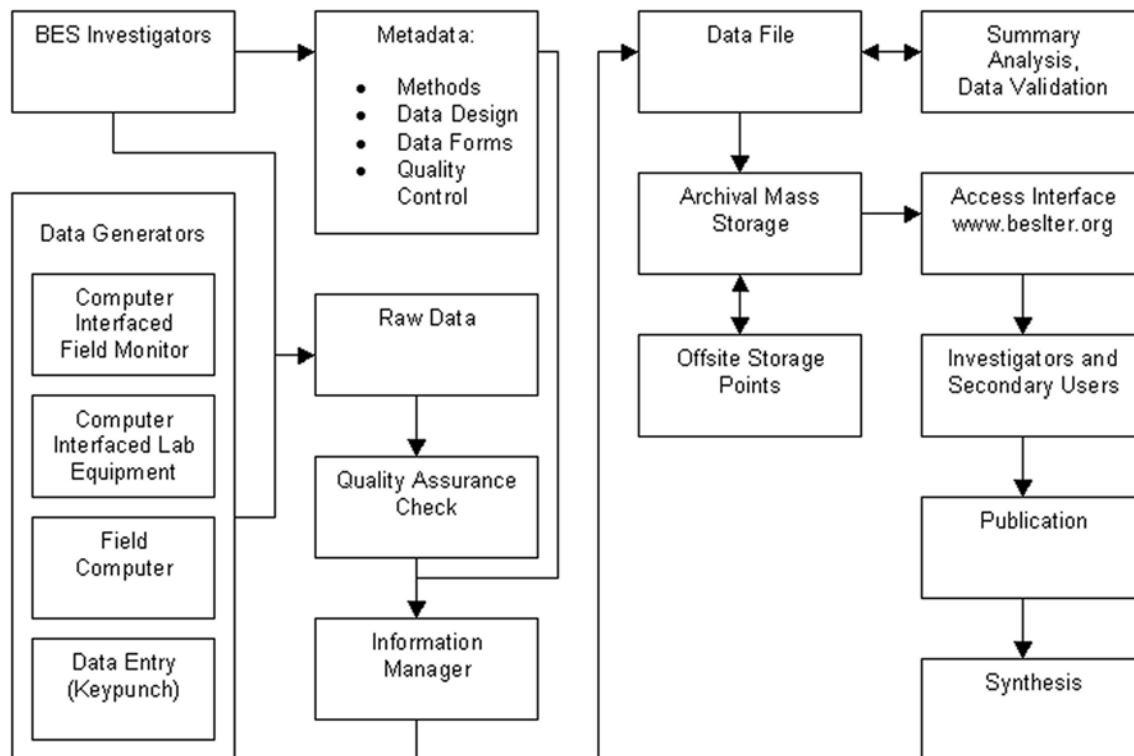 BES Investigators
Metadata:
• Methods
• Data Design
• Data Forms
• Quality
Control
Data Generators
Computer
Interfaced
Field Monitor
Computer
Interfaced Lab
Equipment
Field
Computer
Data Entry
(Keypunch)
Raw Data
Quality Assurance
Check
Information
Manager
Data File
Summary
Analysis,
Data Validation
Archival Mass
Storage
Access Interface
www.beslter.org
Offsite Storage
Points
Investigators and
Secondary Users
Publication
Synthesis